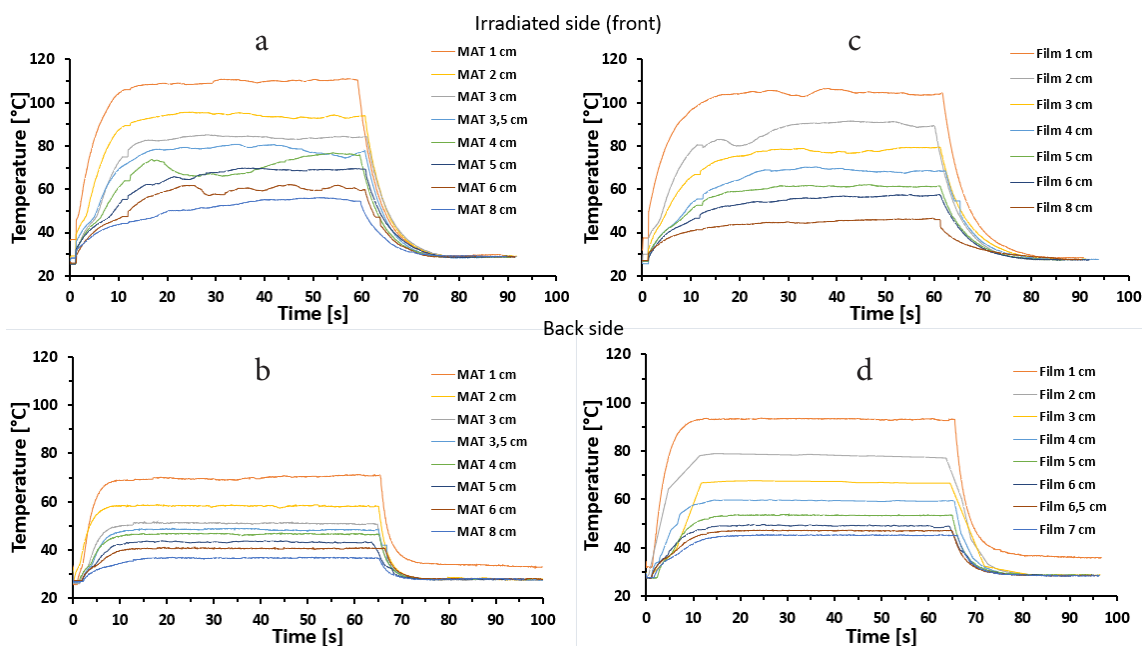 Irradiated side (front)
a
Temperature [°C]
120
100
80
60
40
20
0 10 20 30 40 50 60 70 80 90 100
Time [s]
MAT 1 cm
MAT 2 cm
MAT 3 cm
MAT 3,5 cm
MAT 4 cm
MAT 5 cm
MAT 6 cm
MAT 8 cm
c
Temperature [°C]
120
100
80
60
40
20
0 10 20 30 40 50 60 70 80 90 100
Time [s]
Film 1 cm
Film 2 cm
Film 3 cm
Film 4 cm
Film 5 cm
Film 6 cm
Film 8 cm
Back side
b
Temperature [°C]
120
100
80
60
40
20
0 10 20 30 40 50 60 70 80 90 100
Time [s]
MAT 1 cm
MAT 2 cm
MAT 3 cm
MAT 3,5 cm
MAT 4 cm
MAT 5 cm
MAT 6 cm
MAT 8 cm
d
Temperature [°C]
120
100
80
60
40
20
0 10 20 30 40 50 60 70 80 90 100
Time [s]
Film 1 cm
Film 2 cm
Film 3 cm
Film 4 cm
Film 5 cm
Film 6 cm
Film 6,5 cm
Film 7 cm